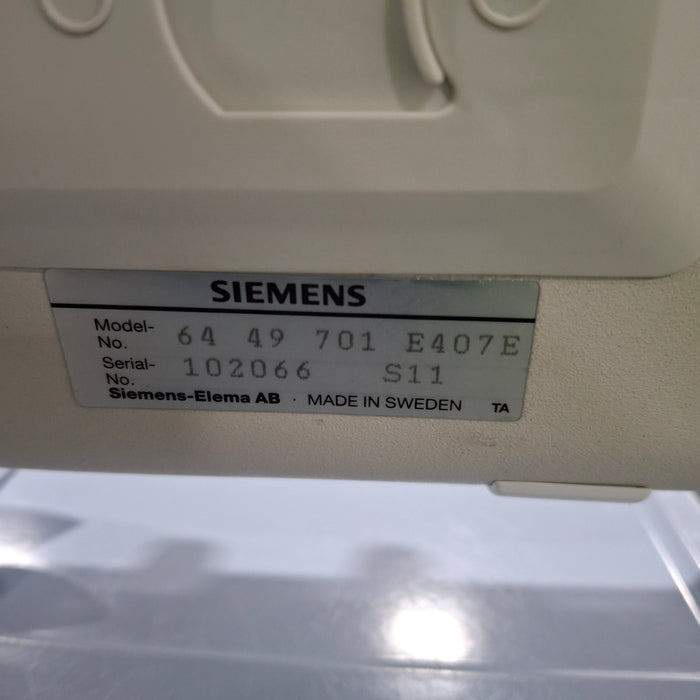 SIEMENS
Model-No. 64 49 701 E407E
Serial-No. 102066 S11
Siemens-Elema AB · MADE IN SWEDEN TA